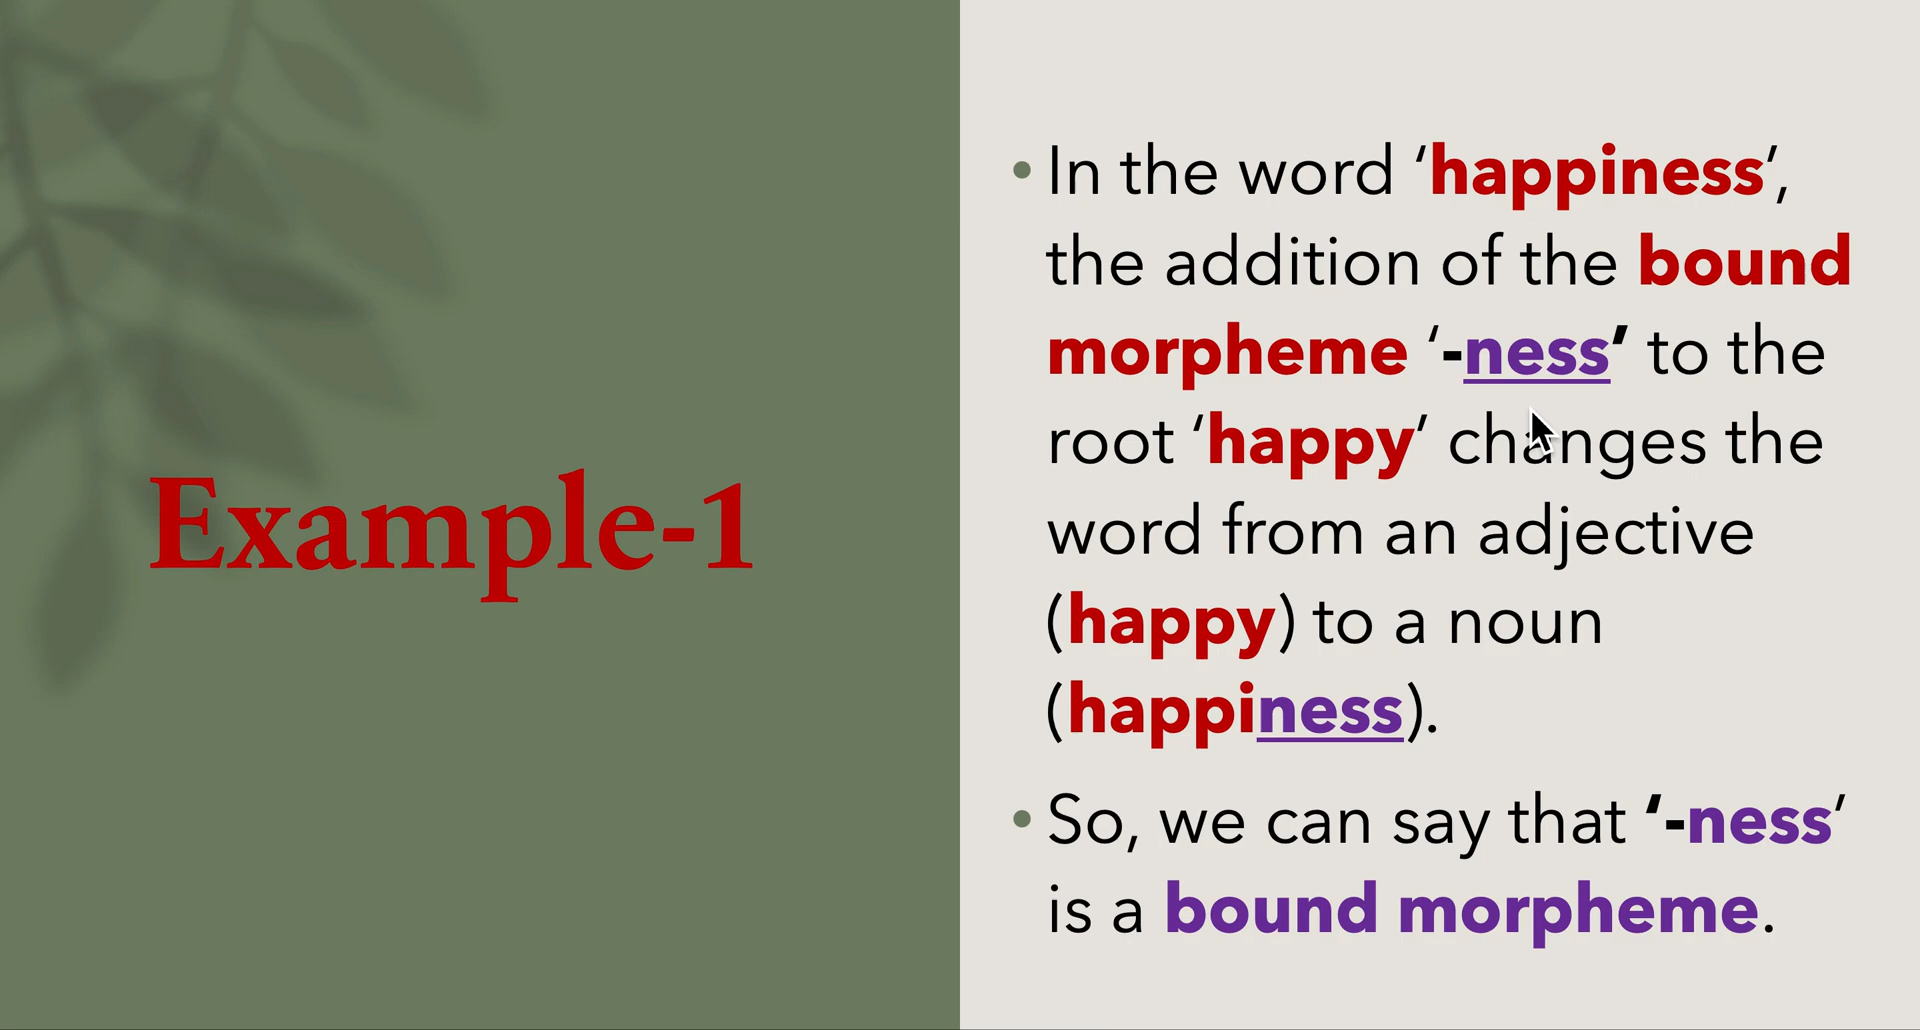 Example-1
• In the word ‘happiness’,
the addition of the bound
morpheme ‘-ness’ to the
root ‘happy’ changes the
word from an adjective
(happy) to a noun
(happiness).
• So, we can say that ‘-ness’
is a bound morpheme.